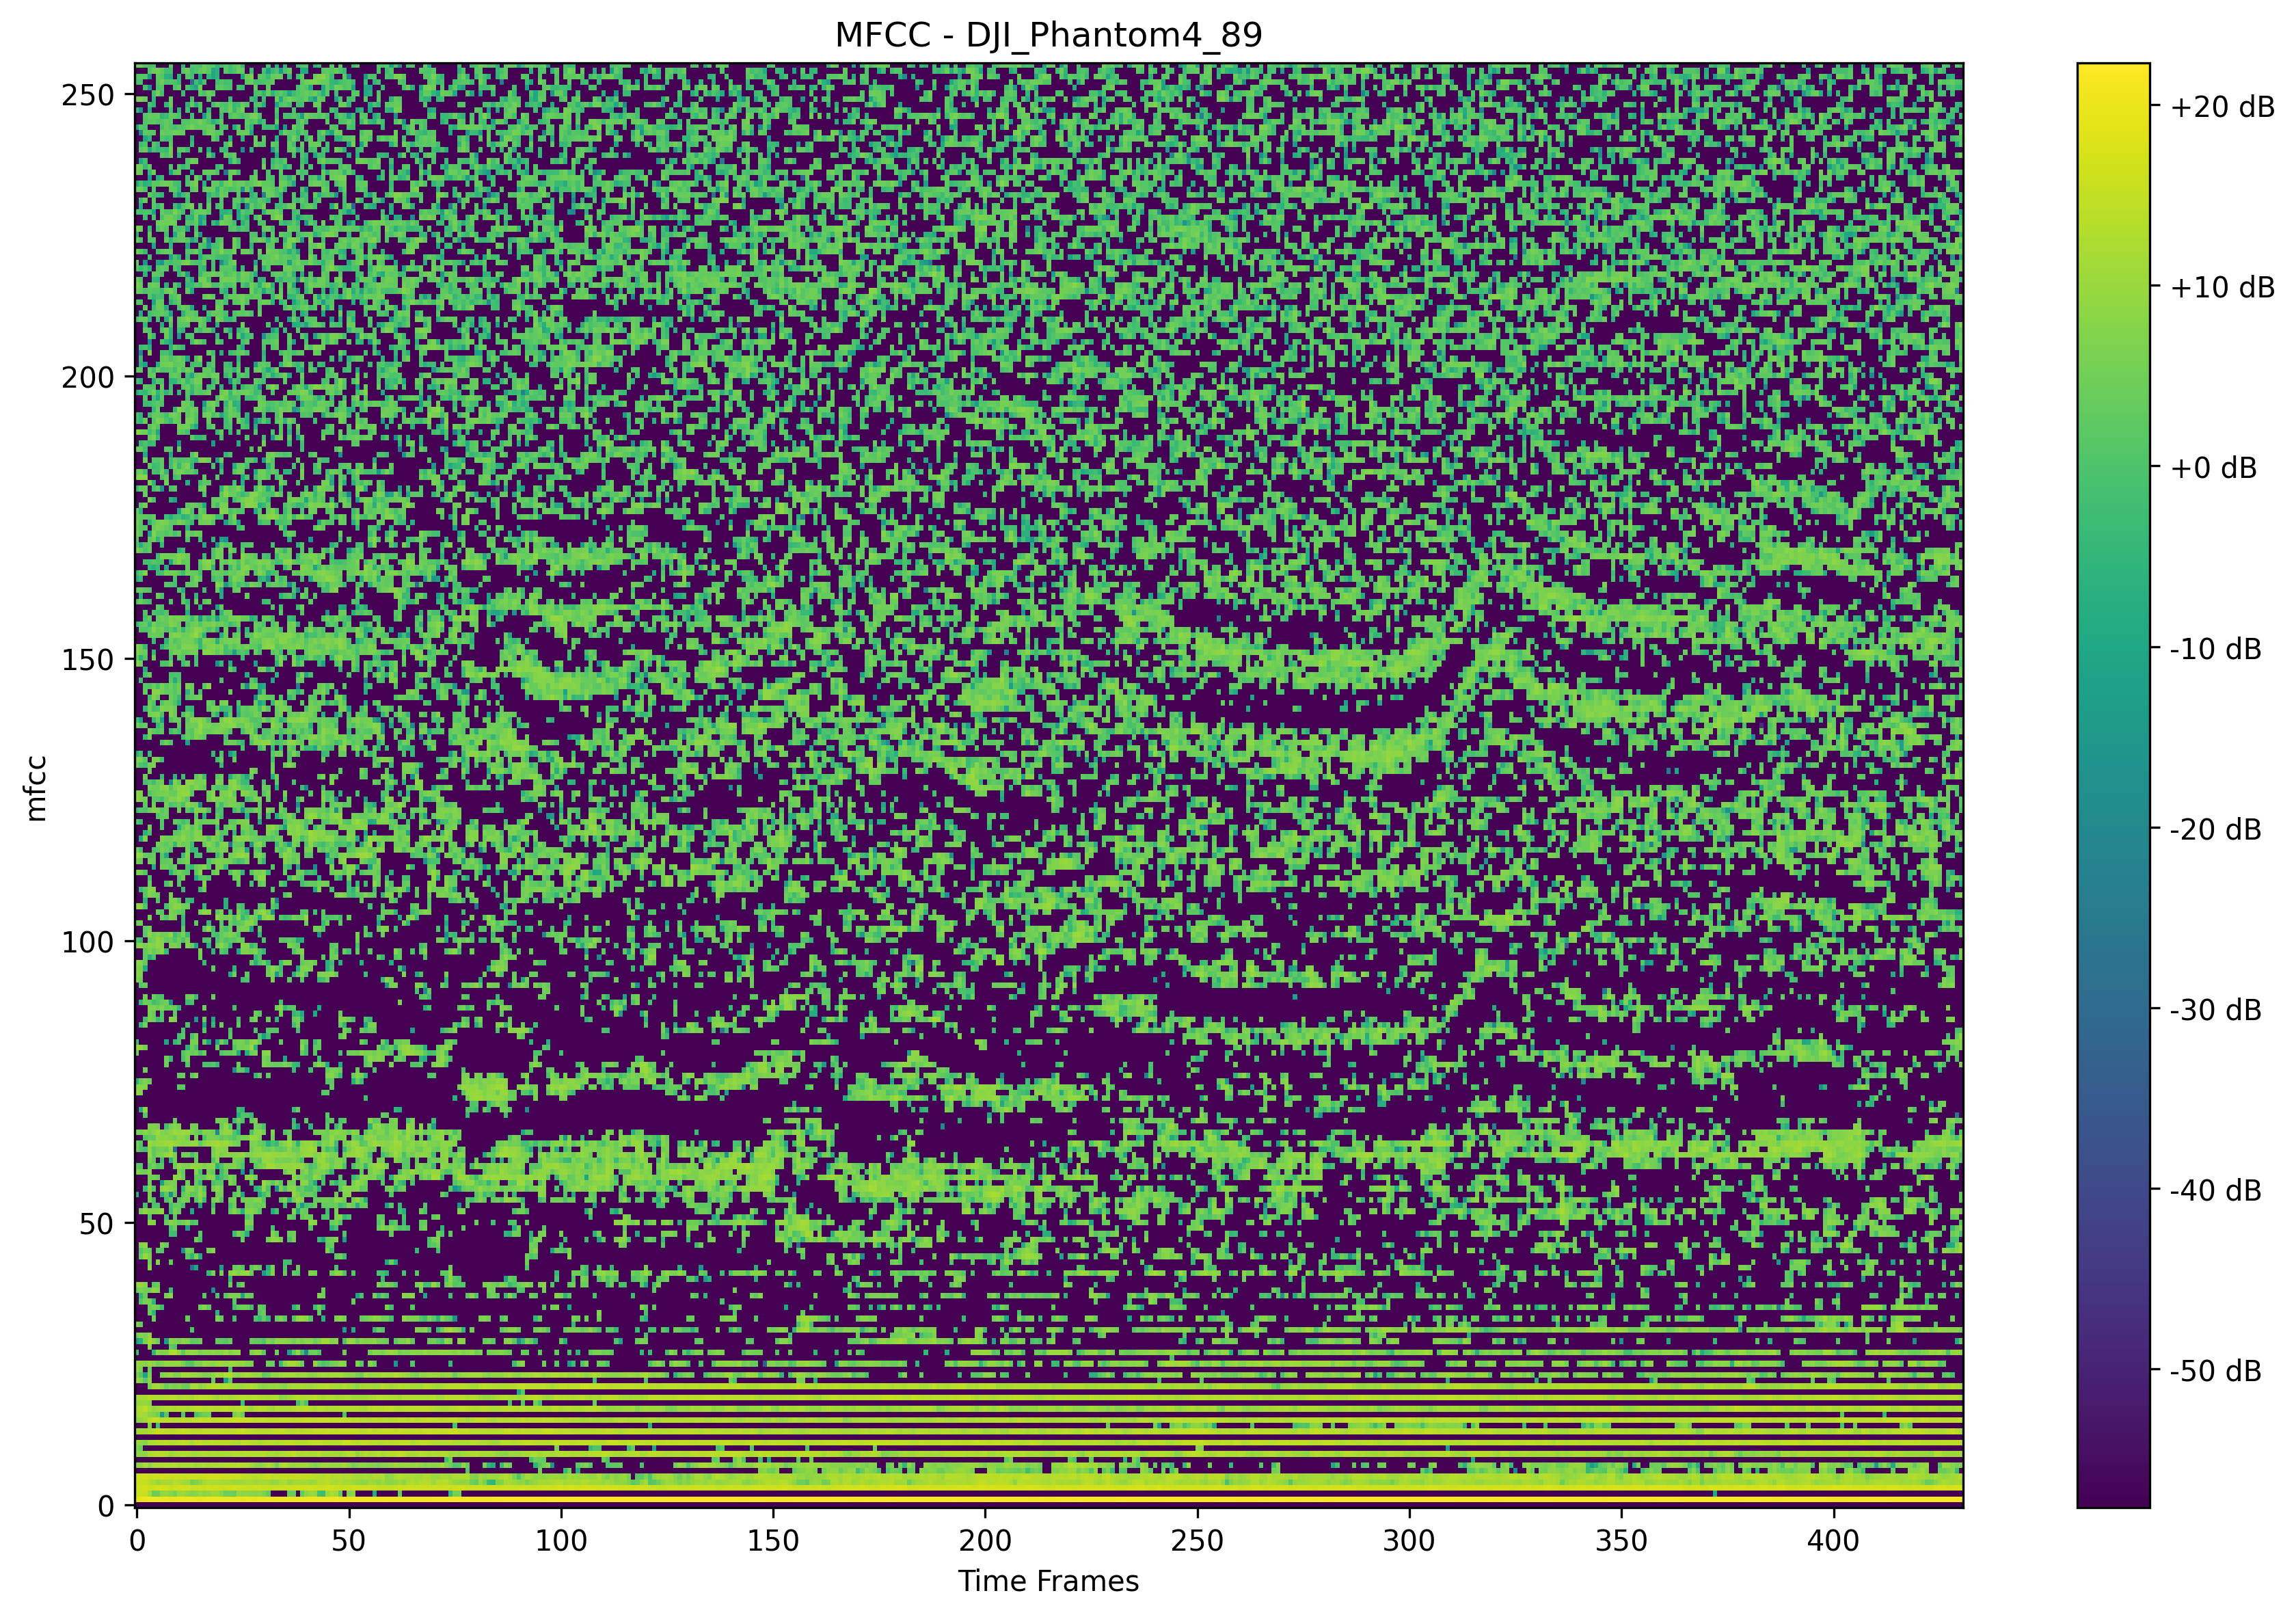 MFCC - DJI_Phantom4_89
250
200
150
100
50
0
mfcc
0 50 100 150 200 250 300 350 400
Time Frames
+20 dB
+10 dB
+0 dB
-10 dB
-20 dB
-30 dB
-40 dB
-50 dB